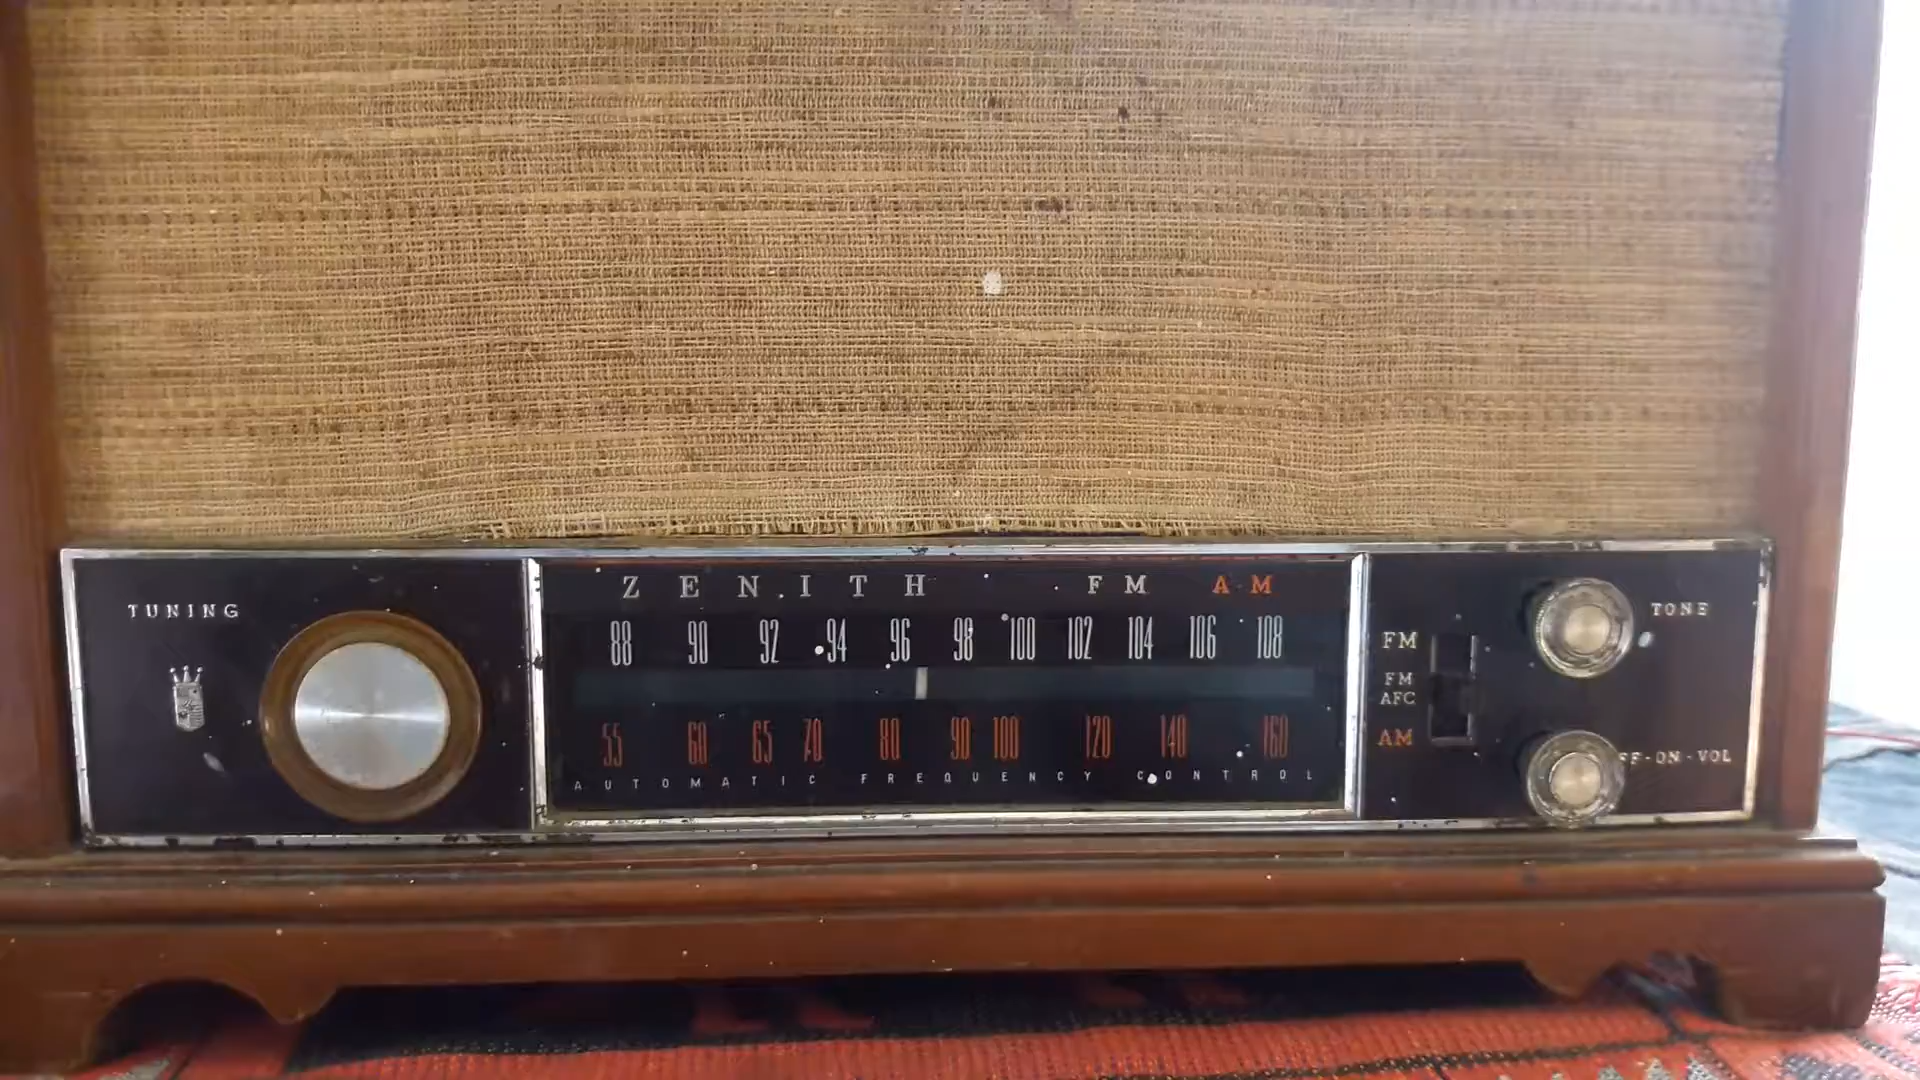 TUNING
ZENITH FM AM
88 90 92 94 96 98 100 102 104 106 108
55 60 65 70 80 90 100 120 140 160
AUTOMATIC FREQUENCY CONTROL
FM
FM
AFC
AM
TONE
FF-ON-VOL